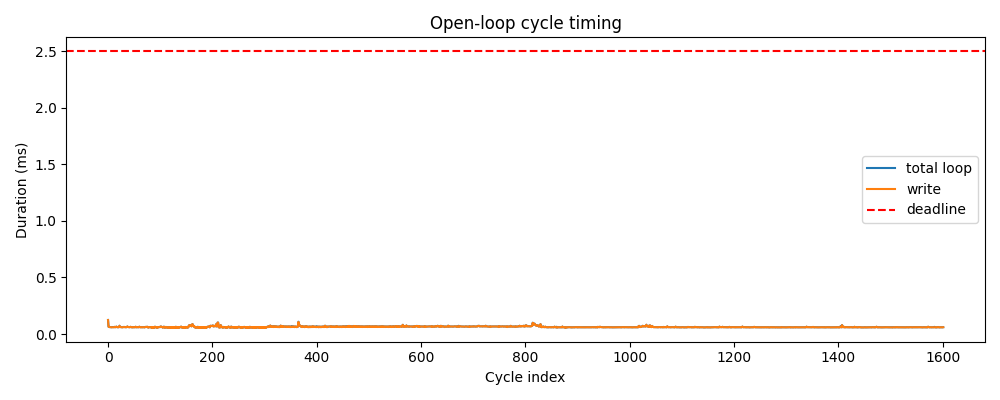 Open-loop cycle timing
Duration (ms)
2.5
2.0
1.5
1.0
0.5
0.0
total loop
write
deadline
0 200 400 600 800 1000 1200 1400 1600
Cycle index